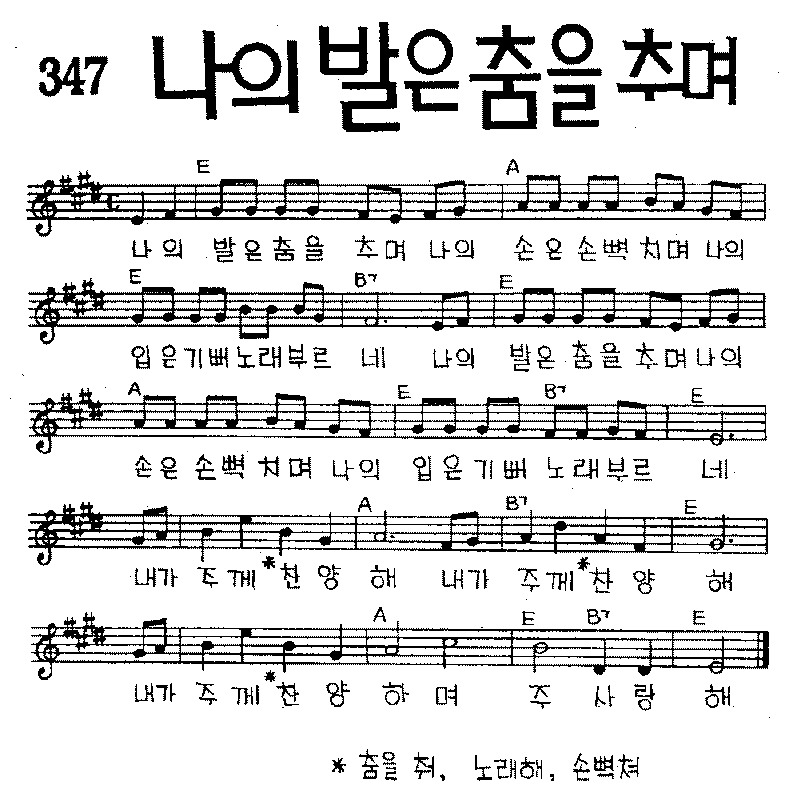 347 나의 발은 춤을 추며
E A
나의 발은 춤을 추며 나의 손은 손뼉 치며 나의
E B7 E
입은 기뻐 노래부르 네 나의 발은 춤을 추며 나의
A E B7 E
손은 손뼉 치며 나의 입은 기뻐 노래부르 네
A B7 E
내가 주께 *찬 양 해 내가 주께 *찬 양 해
A E B7 E
내가 주께 *찬 양 하며 주 사랑 해
* 춤을 춰, 노래해, 손뼉쳐